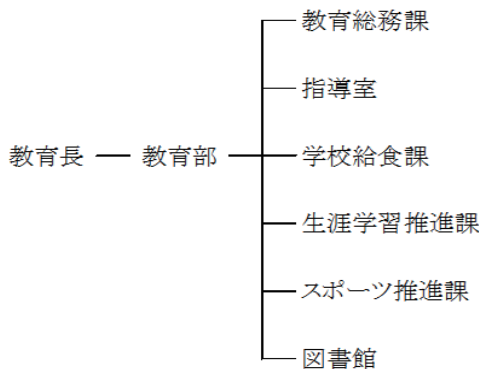 教育長
教育部
教育総務課
指導室
学校給食課
生涯学習推進課
スポーツ推進課
図書館